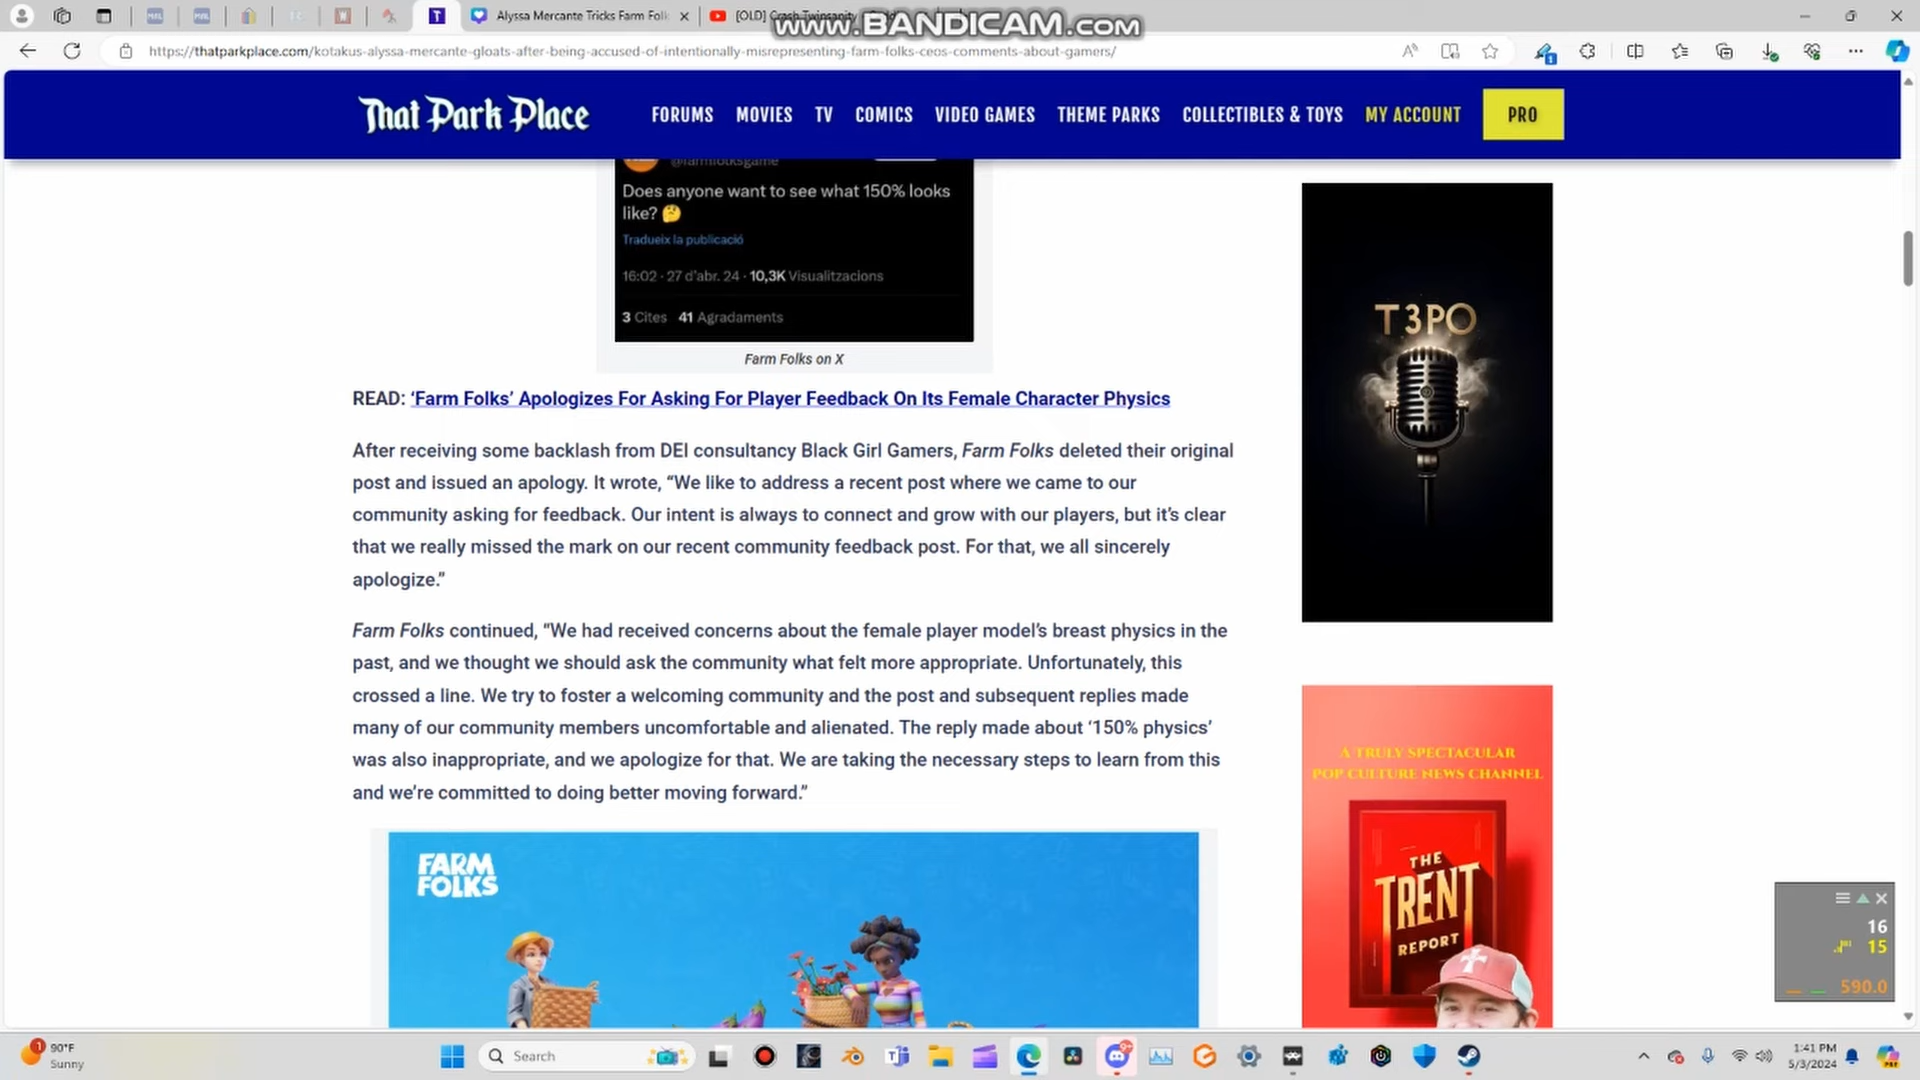 Alyssa Mercante Tricks Farm Folk
[OLD] Crash Twinsanity
www.BANDICAM.com
https://thatparkplace.com/kotakus-alyssa-mercante-gloats-after-being-accused-of-intentionally-misrepresenting-farm-folks-ceos-comments-about-gamers/
That Park Place
FORUMS MOVIES TV COMICS VIDEO GAMES THEME PARKS COLLECTIBLES & TOYS MY ACCOUNT PRO
@farmfolksgame
Does anyone want to see what 150% looks
like? 🤔
Tradueix la publicació
16:02 · 27 d'abr. 24 · 10,3K Visualitzacions
3 Cites 41 Agradaments
Farm Folks on X
READ: ‘Farm Folks’ Apologizes For Asking For Player Feedback On Its Female Character Physics
After receiving some backlash from DEI consultancy Black Girl Gamers, Farm Folks deleted their original
post and issued an apology. It wrote, “We like to address a recent post where we came to our
community asking for feedback. Our intent is always to connect and grow with our players, but it’s clear
that we really missed the mark on our recent community feedback post. For that, we all sincerely
apologize.”
Farm Folks continued, “We had received concerns about the female player model’s breast physics in the
past, and we thought we should ask the community what felt more appropriate. Unfortunately, this
crossed a line. We try to foster a welcoming community and the post and subsequent replies made
many of our community members uncomfortable and alienated. The reply made about ‘150% physics’
was also inappropriate, and we apologize for that. We are taking the necessary steps to learn from this
and we’re committed to doing better moving forward.”
FARM
FOLKS
T3PO
A TRULY SPECTACULAR
POP CULTURE NEWS CHANNEL
THE
TRENT
REPORT
16
15
590.0
90°F
Sunny
Search
1:41 PM
5/3/2024